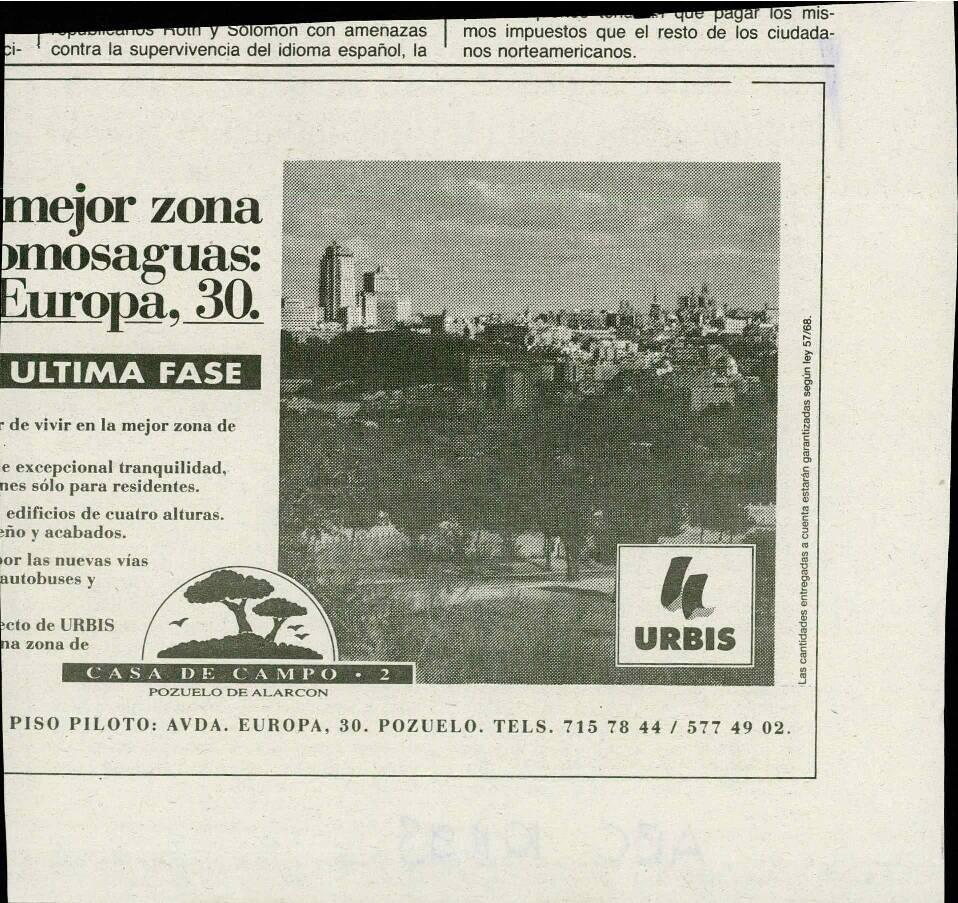 republicanos Roth y Solomon con amenazas
ci- contra la supervivencia del idioma español, la
que pagar los mis-
mos impuestos que el resto de los ciudada-
nos norteamericanos.
mejor zona
omosaguas:
Europa, 30.
ULTIMA FASE
r de vivir en la mejor zona de
e excepcional tranquilidad,
nes sólo para residentes.
edificios de cuatro alturas.
eño y acabados.
por las nuevas vías
autobuses y
ecto de URBIS
na zona de
CASA DE CAMPO · 2
POZUELO DE ALARCON
URBIS
Las cantidades entregadas a cuenta estarán garantizadas según ley 57/68.
PISO PILOTO: AVDA. EUROPA, 30. POZUELO. TELS. 715 78 44 / 577 49 02.